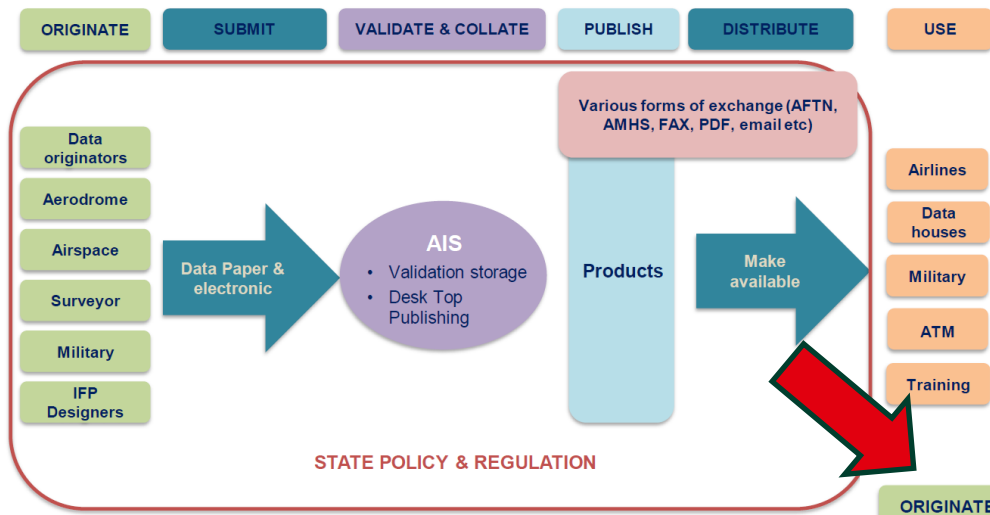 ORIGINATE
SUBMIT
VALIDATE & COLLATE
PUBLISH
DISTRIBUTE
USE
Various forms of exchange (AFTN,
AMHS, FAX, PDF, email etc)
Data
originators
Aerodrome
Airspace
Surveyor
Military
IFP
Designers
Data Paper &
electronic
AIS
• Validation storage
• Desk Top
Publishing
Products
Make
available
Airlines
Data
houses
Military
ATM
Training
STATE POLICY & REGULATION
ORIGINATE